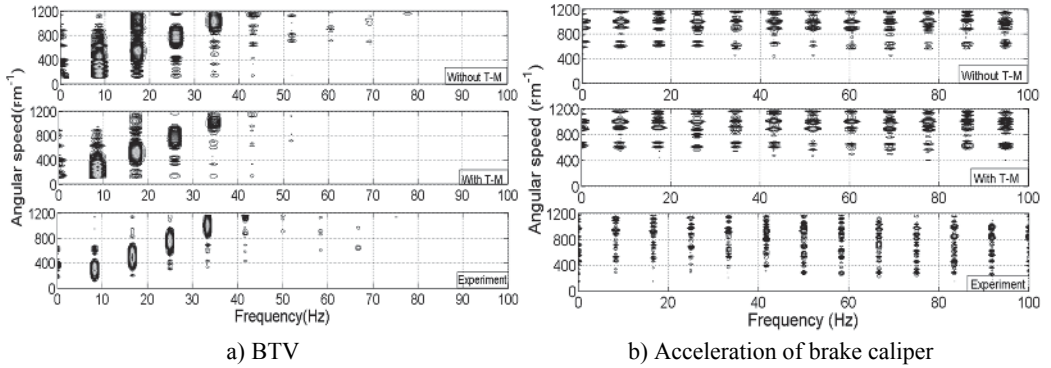 1200
800
400
0
Without T-M
0 10 20 30 40 50 60 70 80 90 100
1200
800
400
0
With T-M
0 10 20 30 40 50 60 70 80 90 100
1200
800
400
0
Experiment
0 10 20 30 40 50 60 70 80 90 100
Angular speed(rm⁻¹)
Frequency(Hz)
a) BTV
1200
800
400
0
Without T-M
0 20 40 60 80 100
1200
800
400
0
With T-M
0 20 40 60 80 100
1200
800
400
0
Experiment
0 20 40 60 80 100
Angular speed (rm⁻¹)
Frequency (Hz)
b) Acceleration of brake caliper